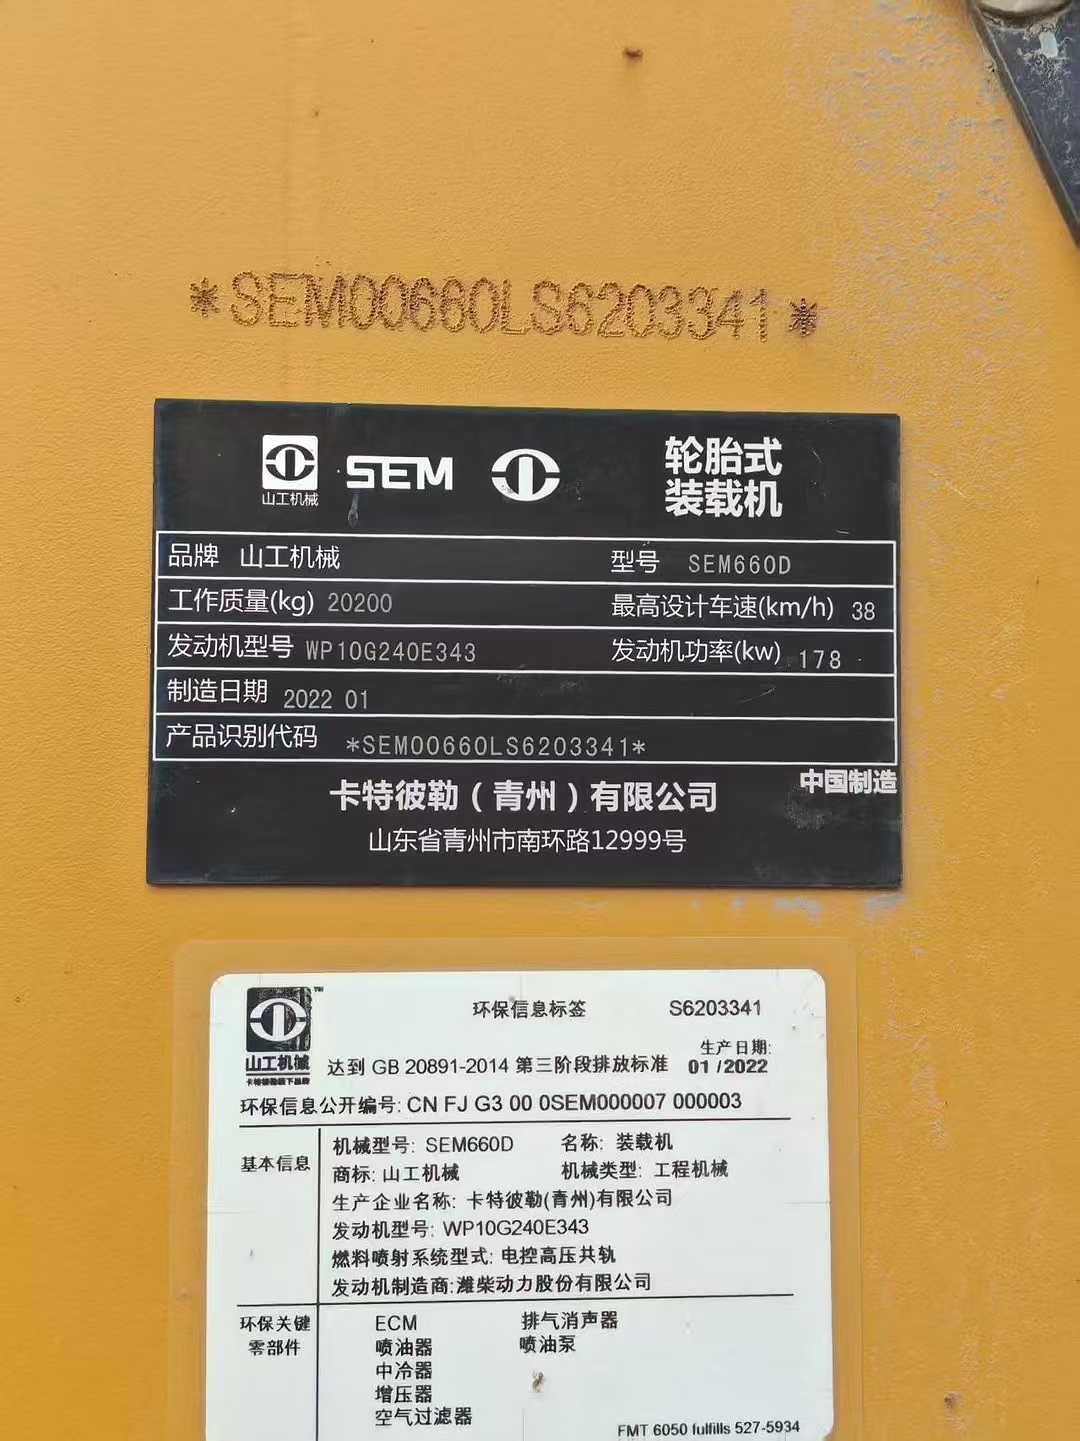 *SEM00660LS6203341*
山工机械 SEM
轮胎式
装载机
品牌 山工机械 型号 SEM660D
工作质量(kg) 20200 最高设计车速(km/h) 38
发动机型号 WP10G240E343 发动机功率(kw) 178
制造日期 2022 01
产品识别代码 *SEM00660LS6203341*
中国制造
卡特彼勒（青州）有限公司
山东省青州市南环路12999号
环保信息标签 S6203341
山工机械
卡特彼勒旗下品牌
生产日期:
达到 GB 20891-2014 第三阶段排放标准 01/2022
环保信息公开编号: CN FJ G3 00 0SEM000007 000003
基本信息
机械型号: SEM660D 名称: 装载机
商标: 山工机械 机械类型: 工程机械
生产企业名称: 卡特彼勒(青州)有限公司
发动机型号: WP10G240E343
燃料喷射系统型式: 电控高压共轨
发动机制造商:潍柴动力股份有限公司
环保关键
零部件
ECM 排气消声器
喷油器 喷油泵
中冷器
增压器
空气过滤器
FMT 6050 fulfills 527-5934